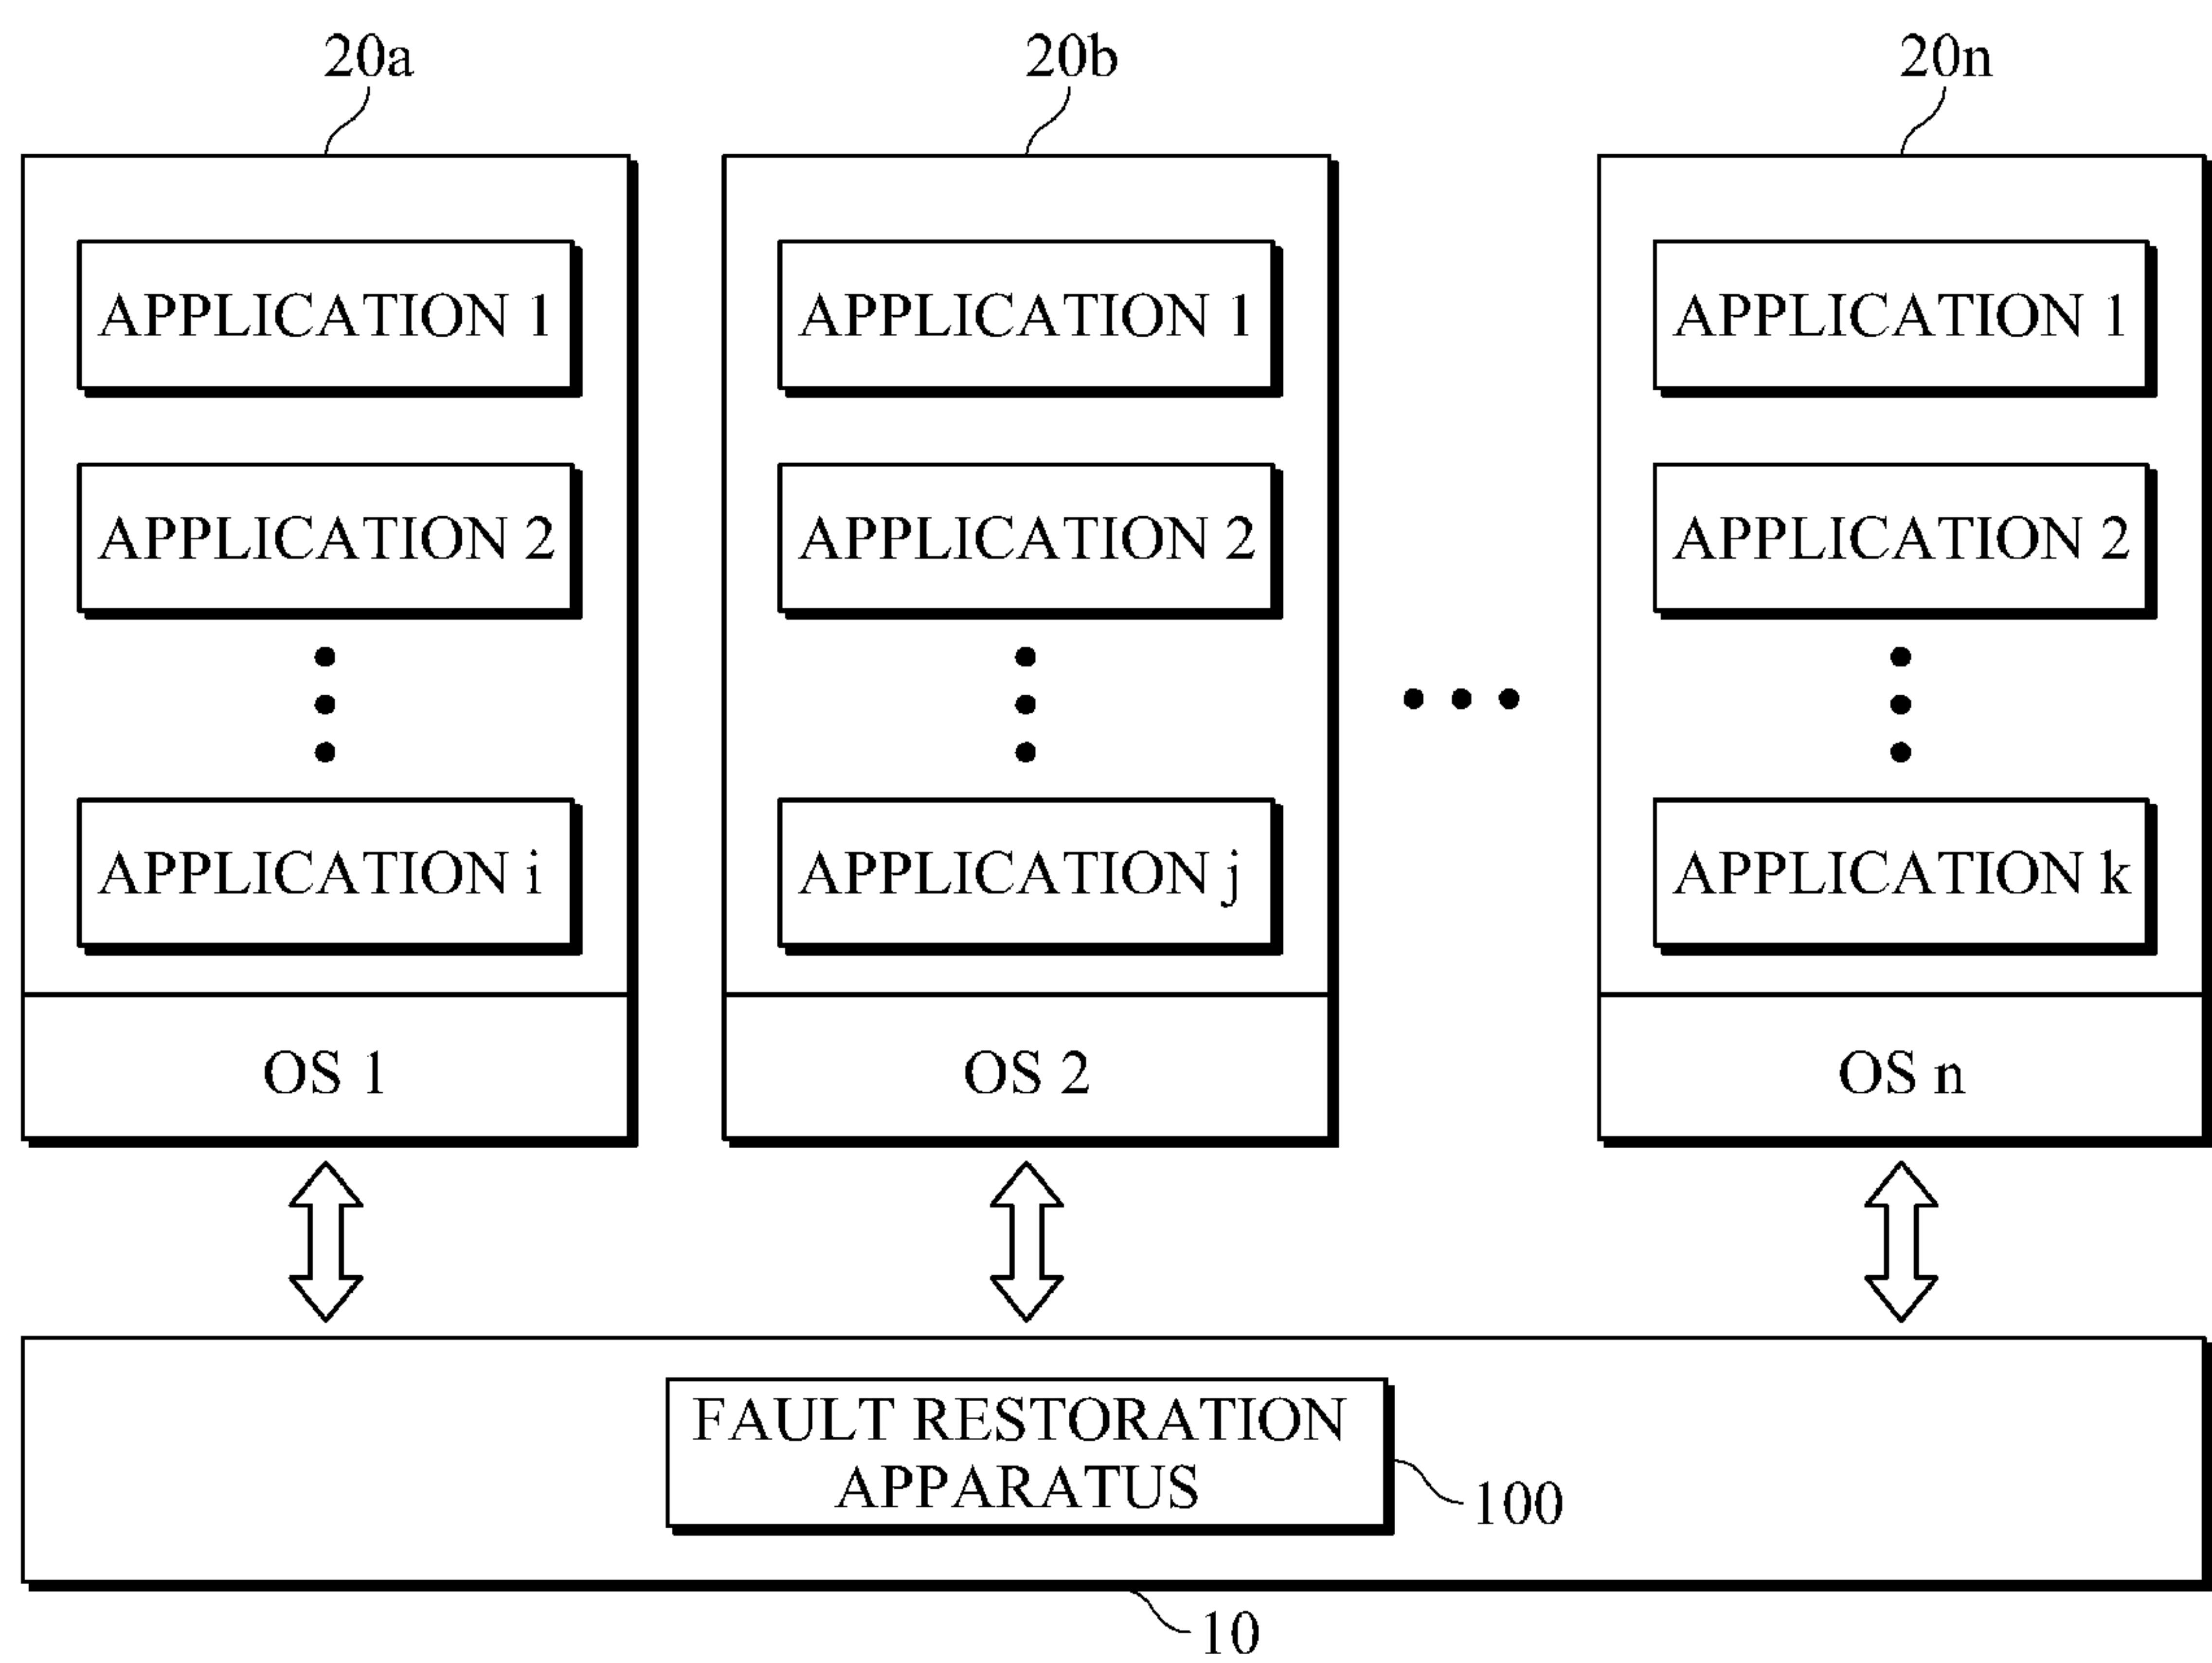 20a 20b 20n
APPLICATION 1 APPLICATION 1 APPLICATION 1
APPLICATION 2 APPLICATION 2 APPLICATION 2
APPLICATION i APPLICATION j APPLICATION k
OS 1 OS 2 OS n
FAULT RESTORATION
APPARATUS
100
10